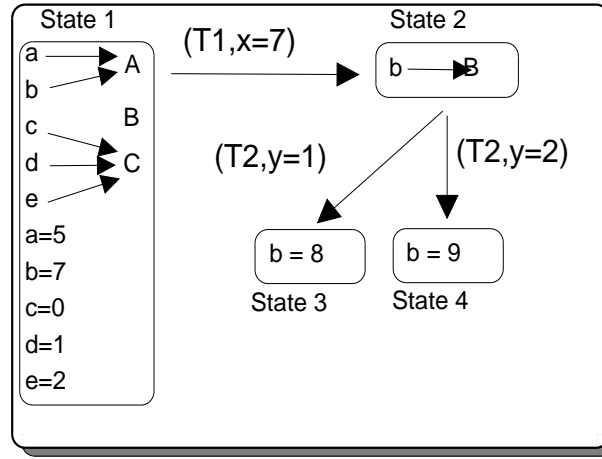 State 1
a
b
c
d
e
A
B
C
a=5
b=7
c=0
d=1
e=2
(T1,x=7)
State 2
b
B
(T2,y=1)
(T2,y=2)
b = 8
State 3
b = 9
State 4